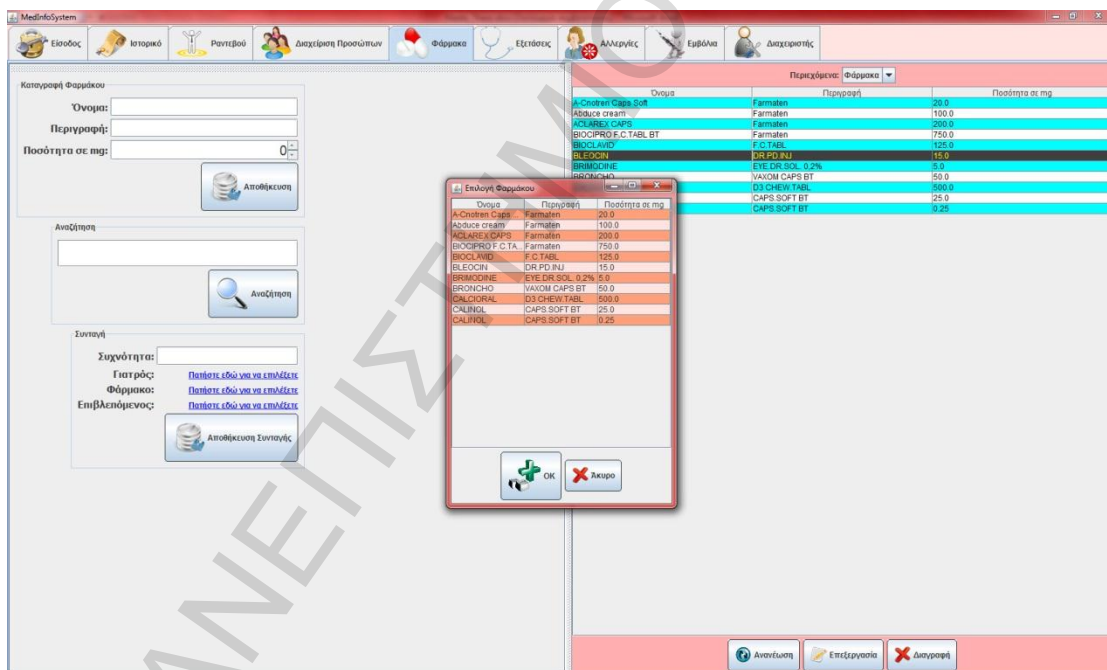 MedInfoSystem
Είσοδος Ιστορικό Ραντεβού Διαχείριση Προσώπων Φάρμακα Εξετάσεις Αλλεργίες Εμβόλια Διαχειριστής
Καταγραφή Φαρμάκου
Όνομα:
Περιγραφή:
Ποσότητα σε mg: 0
Αποθήκευση
Αναζήτηση
Αναζήτηση
Συνταγή
Συχνότητα:
Γιατρός: Πατήστε εδώ για να επιλέξετε
Φάρμακο: Πατήστε εδώ για να επιλέξετε
Επιβλεπόμενος: Πατήστε εδώ για να επιλέξετε
Αποθήκευση Συνταγής
Επιλογή Φαρμάκου
Όνομα Περιγραφή Ποσότητα σε mg
A-Cnotren Caps Farmaten 20.0
Abduce cream Farmaten 100.0
ACLAREX CAPS Farmaten 200.0
BIOCIPRO F.C.TA... Farmaten 750.0
BIOCLAVID F.C.TABL 125.0
BLEOCIN DR.PD.INJ 15.0
BRIMODINE EYE.DR.SOL. 0,2% 5.0
BRONCHO VAXOM CAPS BT 50.0
CALCIORAL D3 CHEW.TABL 500.0
CALINOL CAPS.SOFT BT 25.0
CALINOL CAPS.SOFT BT 0.25
OK Άκυρο
Περιεχόμενα: Φάρμακα
Όνομα Περιγραφή Ποσότητα σε mg
A-Cnotren Caps Soft Farmaten 20.0
Abduce cream Farmaten 100.0
ACLAREX CAPS Farmaten 200.0
BIOCIPRO F.C.TABL BT Farmaten 750.0
BIOCLAVID F.C.TABL 125.0
BLEOCIN DR.PD.INJ 15.0
BRIMODINE EYE.DR.SOL. 0,2% 5.0
BRONCHO VAXOM CAPS BT 50.0
D3 CHEW.TABL 500.0
CAPS.SOFT BT 25.0
CAPS.SOFT BT 0.25
Ανανέωση Επεξεργασία Διαγραφή